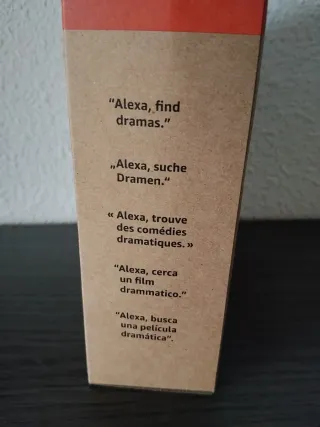 “Alexa, find
dramas.”
„Alexa, suche
Dramen.“
« Alexa, trouve
des comédies
dramatiques. »
“Alexa, cerca
un film
drammatico.”
“Alexa, busca
una película
dramática”.